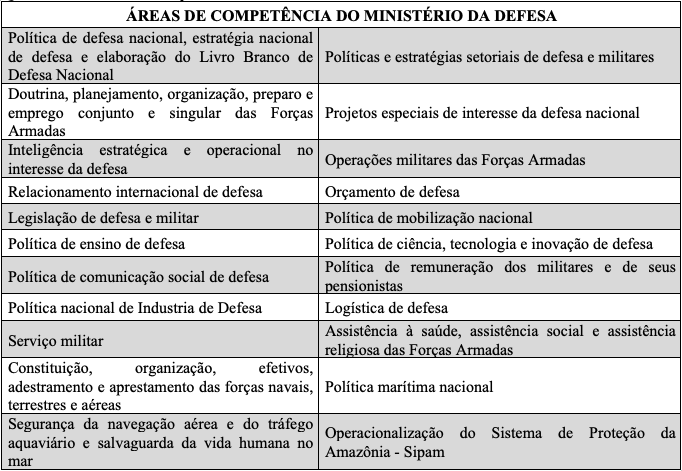 ÁREAS DE COMPETÊNCIA DO MINISTÉRIO DA DEFESA
Política de defesa nacional, estratégia nacional
de defesa e elaboração do Livro Branco de
Defesa Nacional
Políticas e estratégias setoriais de defesa e militares
Doutrina, planejamento, organização, preparo e
emprego conjunto e singular das Forças
Armadas
Projetos especiais de interesse da defesa nacional
Inteligência estratégica e operacional no
interesse da defesa
Operações militares das Forças Armadas
Relacionamento internacional de defesa
Orçamento de defesa
Legislação de defesa e militar
Política de mobilização nacional
Política de ensino de defesa
Política de ciência, tecnologia e inovação de defesa
Política de comunicação social de defesa
Política de remuneração dos militares e de seus
pensionistas
Política nacional de Industria de Defesa
Logística de defesa
Serviço militar
Assistência à saúde, assistência social e assistência
religiosa das Forças Armadas
Constituição, organização, efetivos,
adestramento e aprestamento das forças navais,
terrestres e aéreas
Política marítima nacional
Segurança da navegação aérea e do tráfego
aquaviário e salvaguarda da vida humana no
mar
Operacionalização do Sistema de Proteção da
Amazônia - Sipam